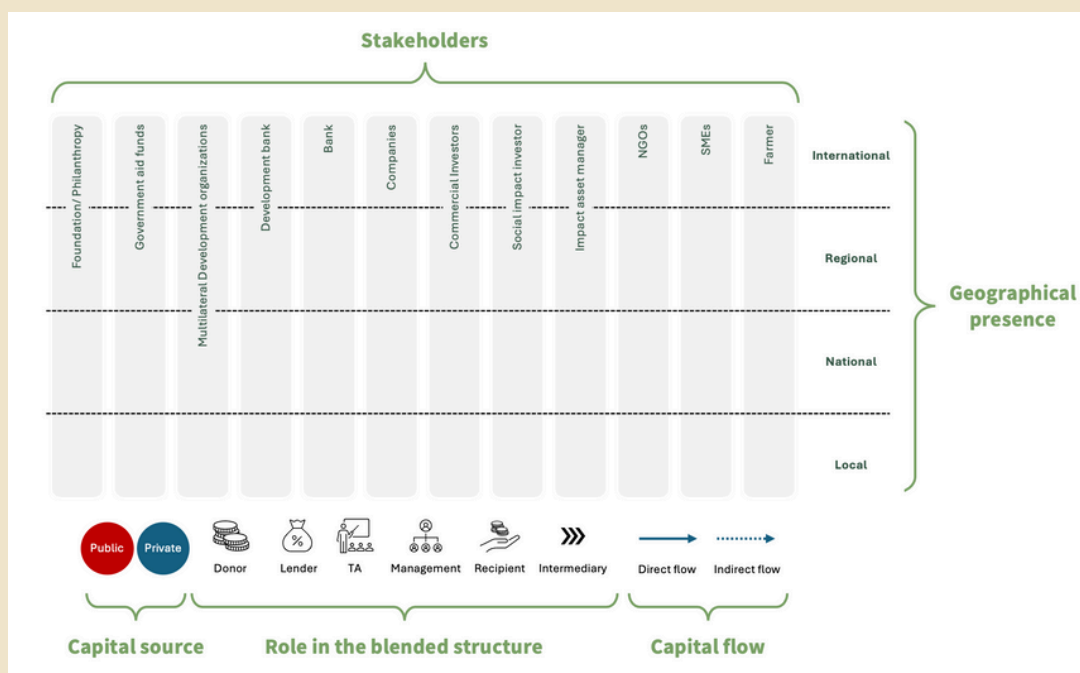 Stakeholders
Foundation/ Philanthropy
Government aid funds
Multilateral Development organizations
Development bank
Bank
Companies
Commercial Investors
Social impact investor
Impact asset manager
NGOs
SMEs
Farmer
International
Regional
National
Local
Geographical
presence
Public
Private
%
Donor
Lender
TA
Management
Recipient
Intermediary
Direct flow
Indirect flow
Capital source
Role in the blended structure
Capital flow